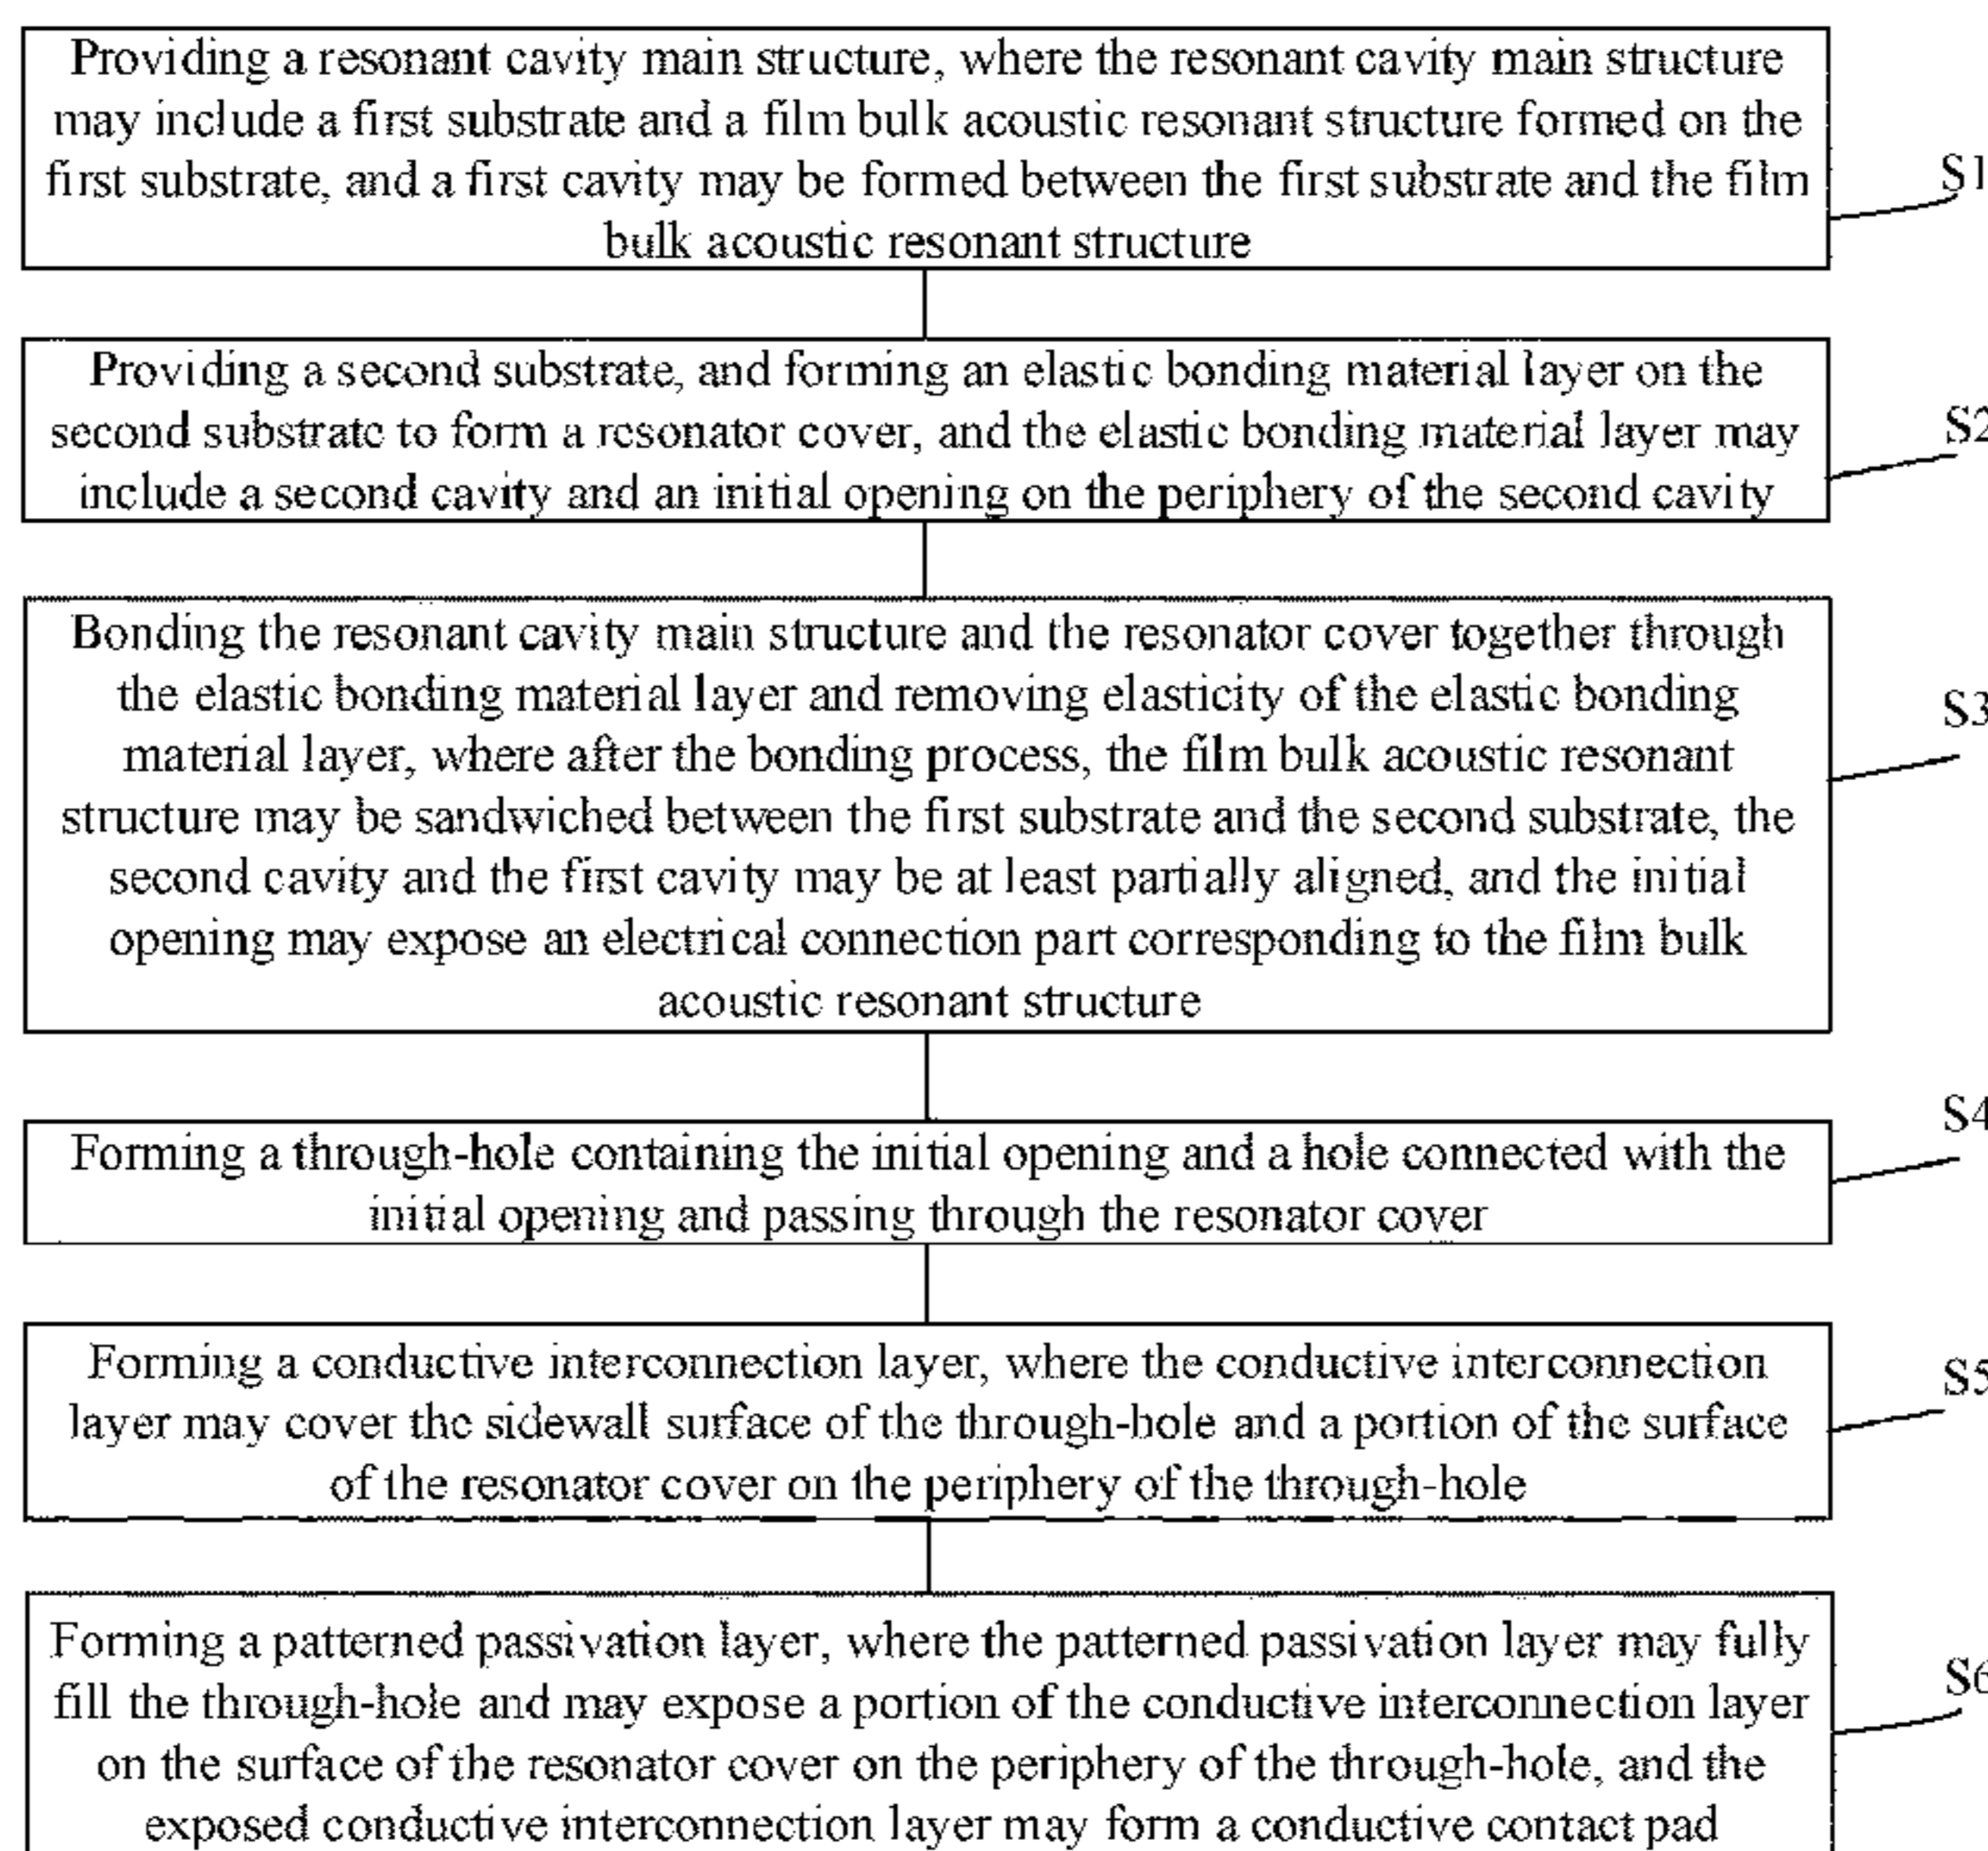 Providing a resonant cavity main structure, where the resonant cavity main structure
may include a first substrate and a film bulk acoustic resonant structure formed on the
first substrate, and a first cavity may be formed between the first substrate and the film
bulk acoustic resonant structure
S1
Providing a second substrate, and forming an elastic bonding material layer on the
second substrate to form a resonator cover, and the elastic bonding material layer may
include a second cavity and an initial opening on the periphery of the second cavity
S2
Bonding the resonant cavity main structure and the resonator cover together through
the elastic bonding material layer and removing elasticity of the elastic bonding
material layer, where after the bonding process, the film bulk acoustic resonant
structure may be sandwiched between the first substrate and the second substrate, the
second cavity and the first cavity may be at least partially aligned, and the initial
opening may expose an electrical connection part corresponding to the film bulk
acoustic resonant structure
S3
Forming a through-hole containing the initial opening and a hole connected with the
initial opening and passing through the resonator cover
S4
Forming a conductive interconnection layer, where the conductive interconnection
layer may cover the sidewall surface of the through-hole and a portion of the surface
of the resonator cover on the periphery of the through-hole
S5
Forming a patterned passivation layer, where the patterned passivation layer may fully
fill the through-hole and may expose a portion of the conductive interconnection layer
on the surface of the resonator cover on the periphery of the through-hole, and the
exposed conductive interconnection layer may form a conductive contact pad
S6